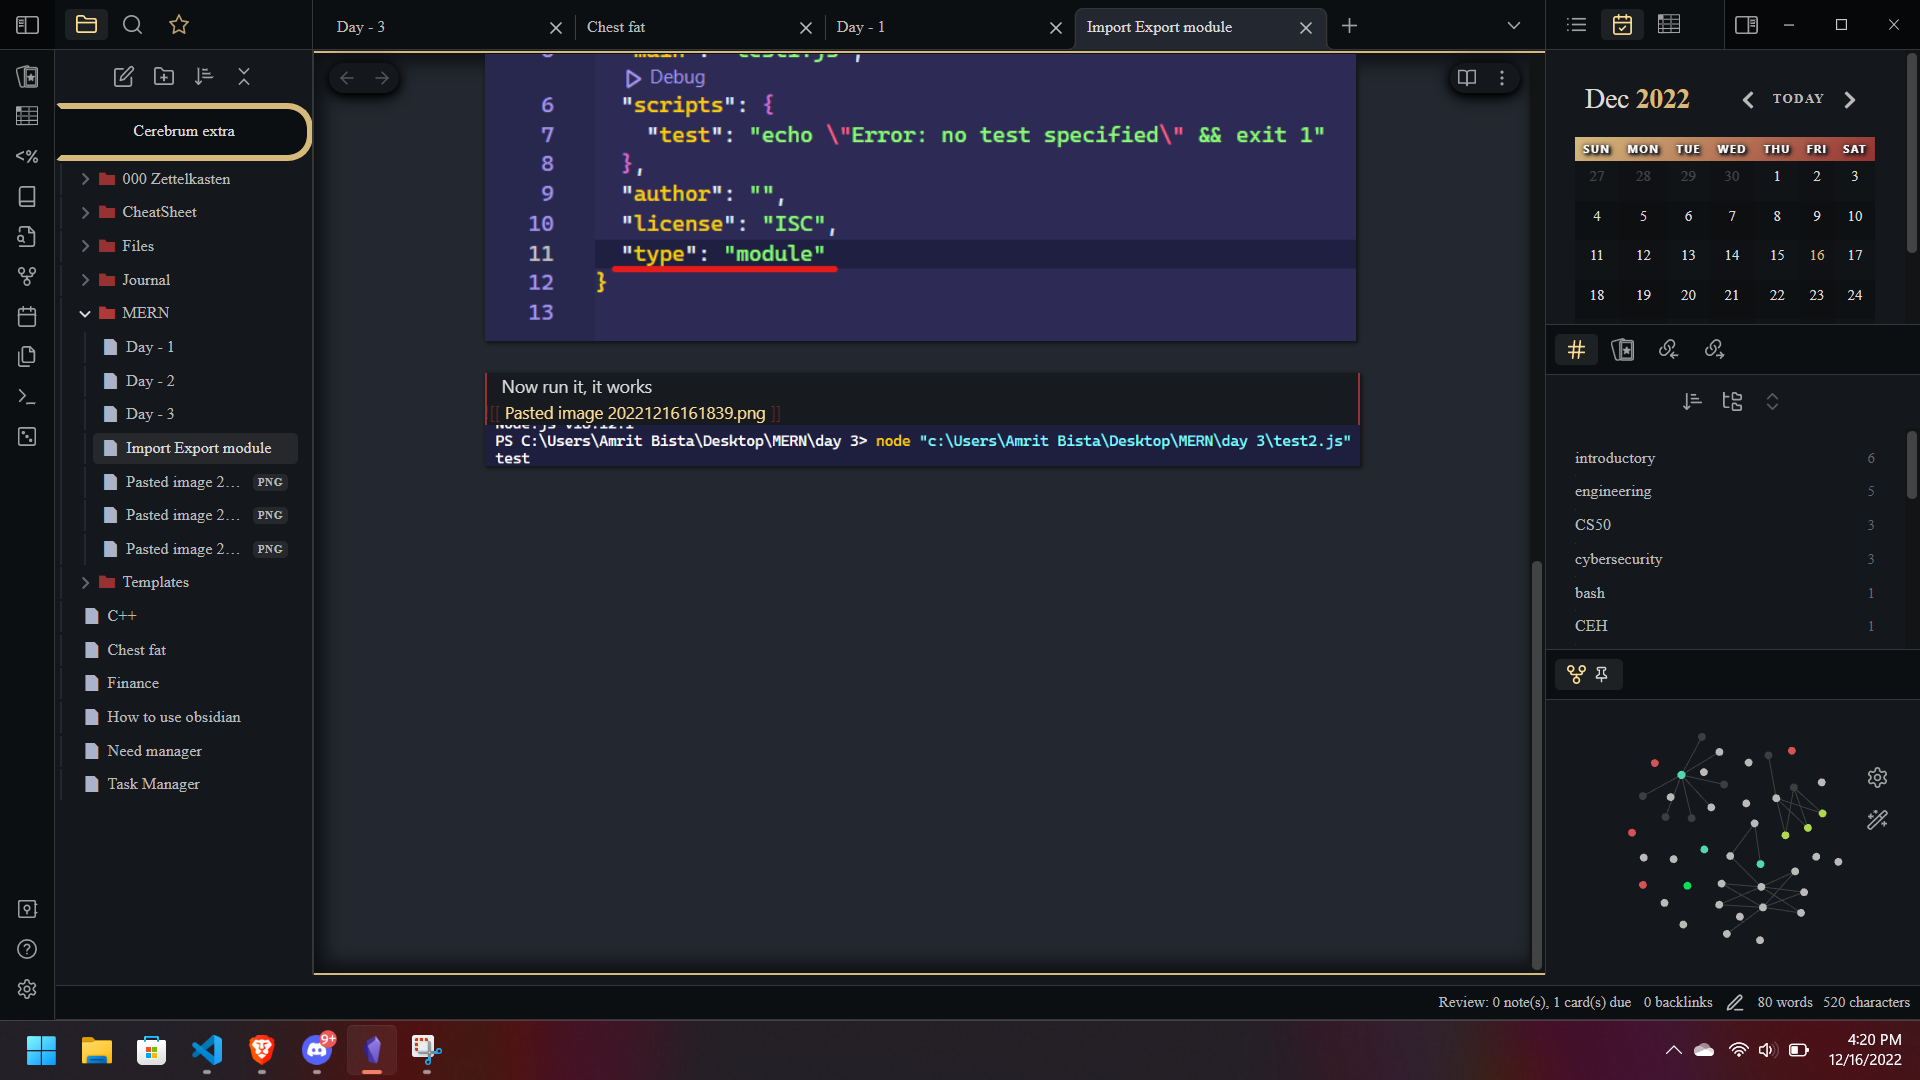 Day - 3
Chest fat
Day - 1
Import Export module
Cerebrum extra
000 Zettelkasten
CheatSheet
Files
Journal
MERN
Day - 1
Day - 2
Day - 3
Import Export module
Pasted image 2... PNG
Pasted image 2... PNG
Pasted image 2... PNG
Templates
C++
Chest fat
Finance
How to use obsidian
Need manager
Task Manager
Debug
6 "scripts": {
7 "test": "echo \"Error: no test specified\" && exit 1"
8 },
9 "author": "",
10 "license": "ISC",
11 "type": "module"
12 }
13
Now run it, it works
[[ Pasted image 20221216161839.png ]]
PS C:\Users\Amrit Bista\Desktop\MERN\day 3> node "c:\Users\Amrit Bista\Desktop\MERN\day 3\test2.js"
test
Dec 2022
TODAY
SUN MON TUE WED THU FRI SAT
27 28 29 30 1 2 3
4 5 6 7 8 9 10
11 12 13 14 15 16 17
18 19 20 21 22 23 24
introductory 6
engineering 5
CS50 3
cybersecurity 3
bash 1
CEH 1
Review: 0 note(s), 1 card(s) due 0 backlinks 80 words 520 characters
9+
4:20 PM
12/16/2022